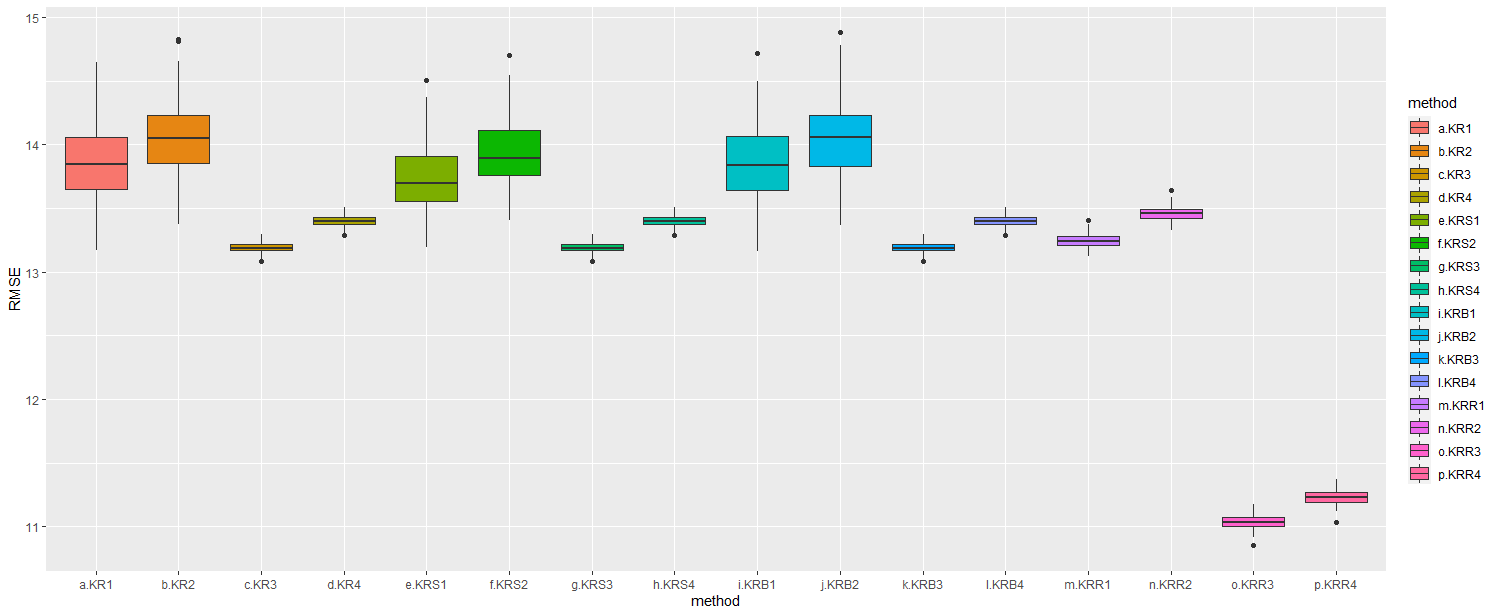 15
14
13
12
11
RMSE
a.KR1 b.KR2 c.KR3 d.KR4 e.KRS1 f.KRS2 g.KRS3 h.KRS4 i.KRB1 j.KRB2 k.KRB3 l.KRB4 m.KRR1 n.KRR2 o.KRR3 p.KRR4
method
method
a.KR1
b.KR2
c.KR3
d.KR4
e.KRS1
f.KRS2
g.KRS3
h.KRS4
i.KRB1
j.KRB2
k.KRB3
l.KRB4
m.KRR1
n.KRR2
o.KRR3
p.KRR4